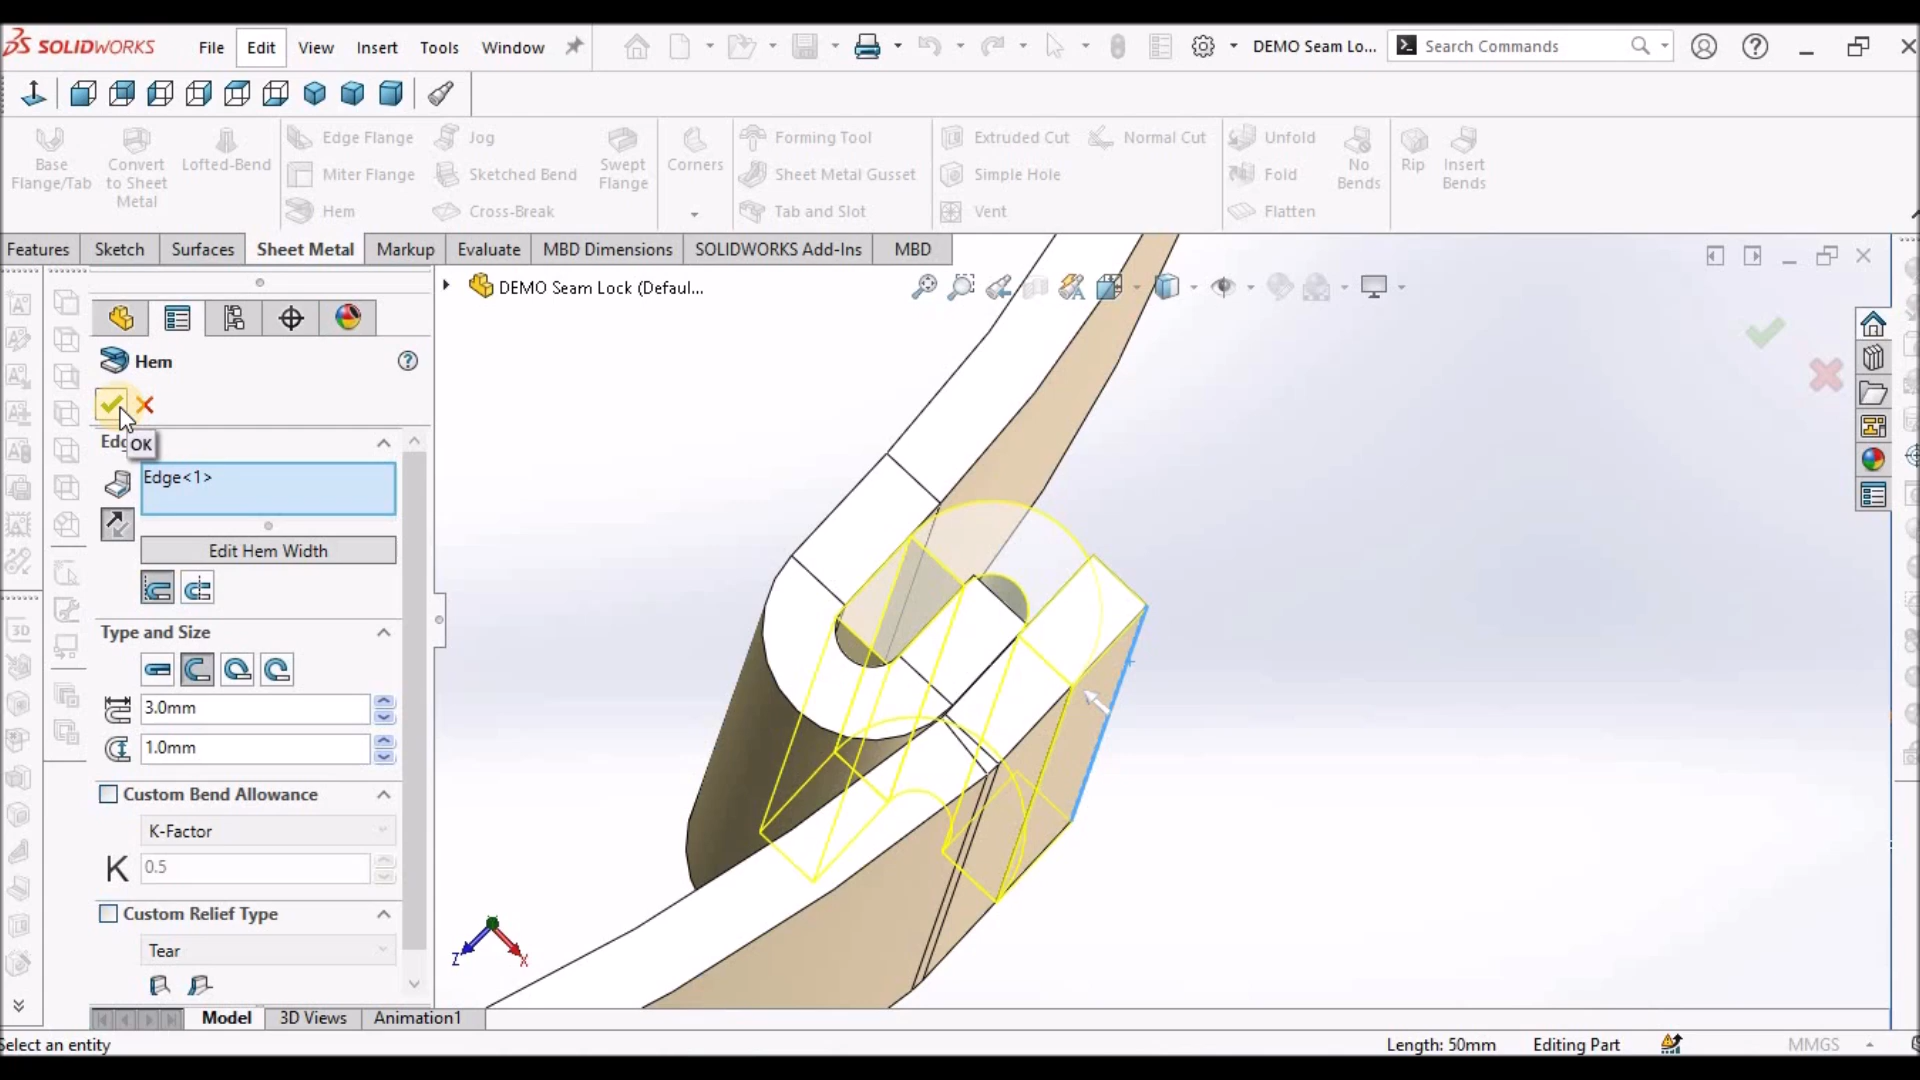 SOLIDWORKS File Edit View Insert Tools Window DEMO Seam Lo... Search Commands
Base Flange/Tab
Convert to Sheet Metal
Lofted-Bend
Edge Flange
Miter Flange
Hem
Jog
Sketched Bend
Cross-Break
Swept Flange
Corners
Forming Tool
Sheet Metal Gusset
Tab and Slot
Extruded Cut
Simple Hole
Vent
Normal Cut
Unfold
Fold
Flatten
No Bends
Rip
Insert Bends
Features Sketch Surfaces Sheet Metal Markup Evaluate MBD Dimensions SOLIDWORKS Add-Ins MBD
DEMO Seam Lock (Defaul...
Hem
OK
Edge<1>
Edit Hem Width
Type and Size
3.0mm
1.0mm
Custom Bend Allowance
K-Factor
K 0.5
Custom Relief Type
Tear
Z X
3D
Model 3D Views Animation1
Select an entity Length: 50mm Editing Part MMGS